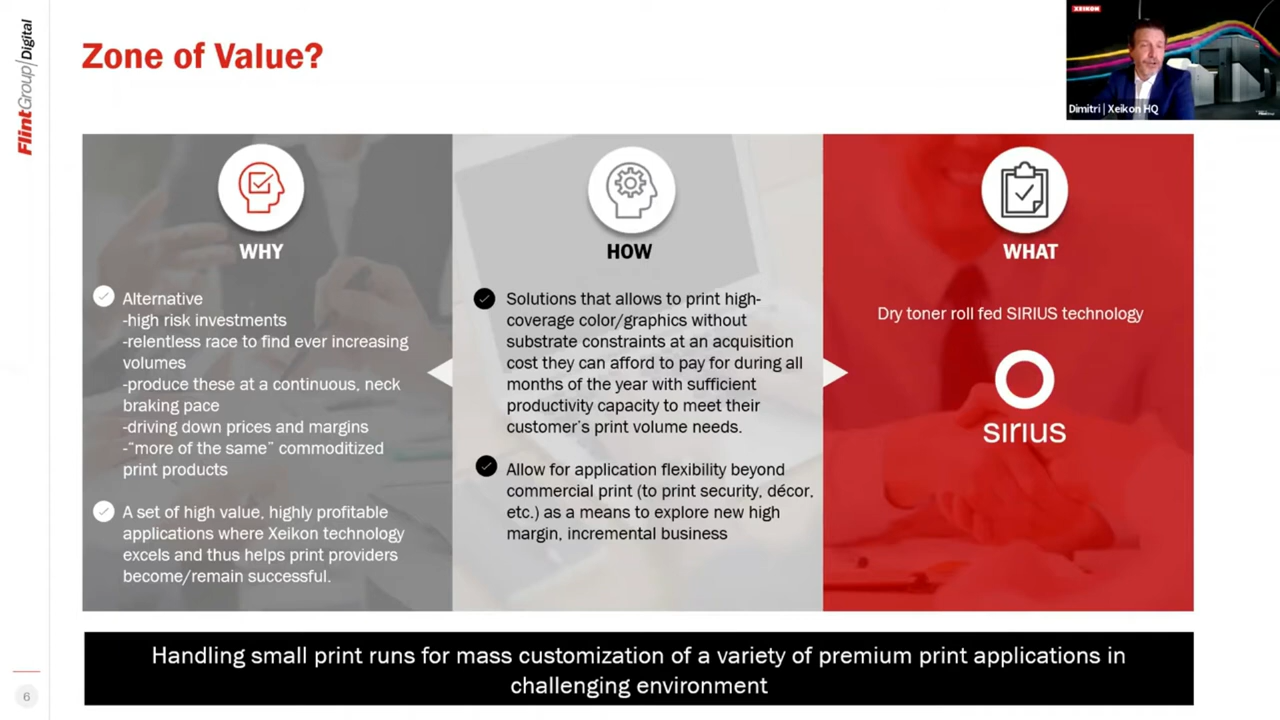 FlintGroup|Digital
Zone of Value?
XEIKON
Dimitri | Xeikon HQ
WHY
Alternative
-high risk investments
-relentless race to find ever increasing
volumes
-produce these at a continuous, neck
braking pace
-driving down prices and margins
-“more of the same” commoditized
print products
A set of high value, highly profitable
applications where Xeikon technology
excels and thus helps print providers
become/remain successful.
HOW
Solutions that allows to print high-
coverage color/graphics without
substrate constraints at an acquisition
cost they can afford to pay for during all
months of the year with sufficient
productivity capacity to meet their
customer’s print volume needs.
Allow for application flexibility beyond
commercial print (to print security, décor,
etc.) as a means to explore new high
margin, incremental business
WHAT
Dry toner roll fed SIRIUS technology
sirius
Handling small print runs for mass customization of a variety of premium print applications in
challenging environment
6